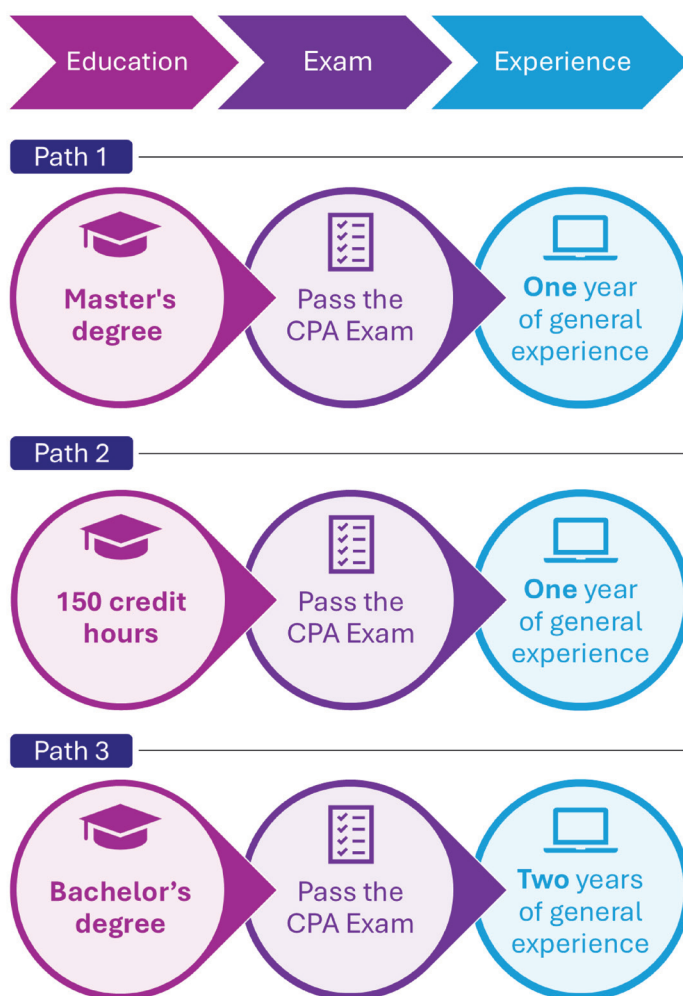 Education
Exam
Experience
Path 1
Master's
degree
Pass the
CPA Exam
One year
of general
experience
Path 2
150 credit
hours
Pass the
CPA Exam
One year
of general
experience
Path 3
Bachelor’s
degree
Pass the
CPA Exam
Two years
of general
experience